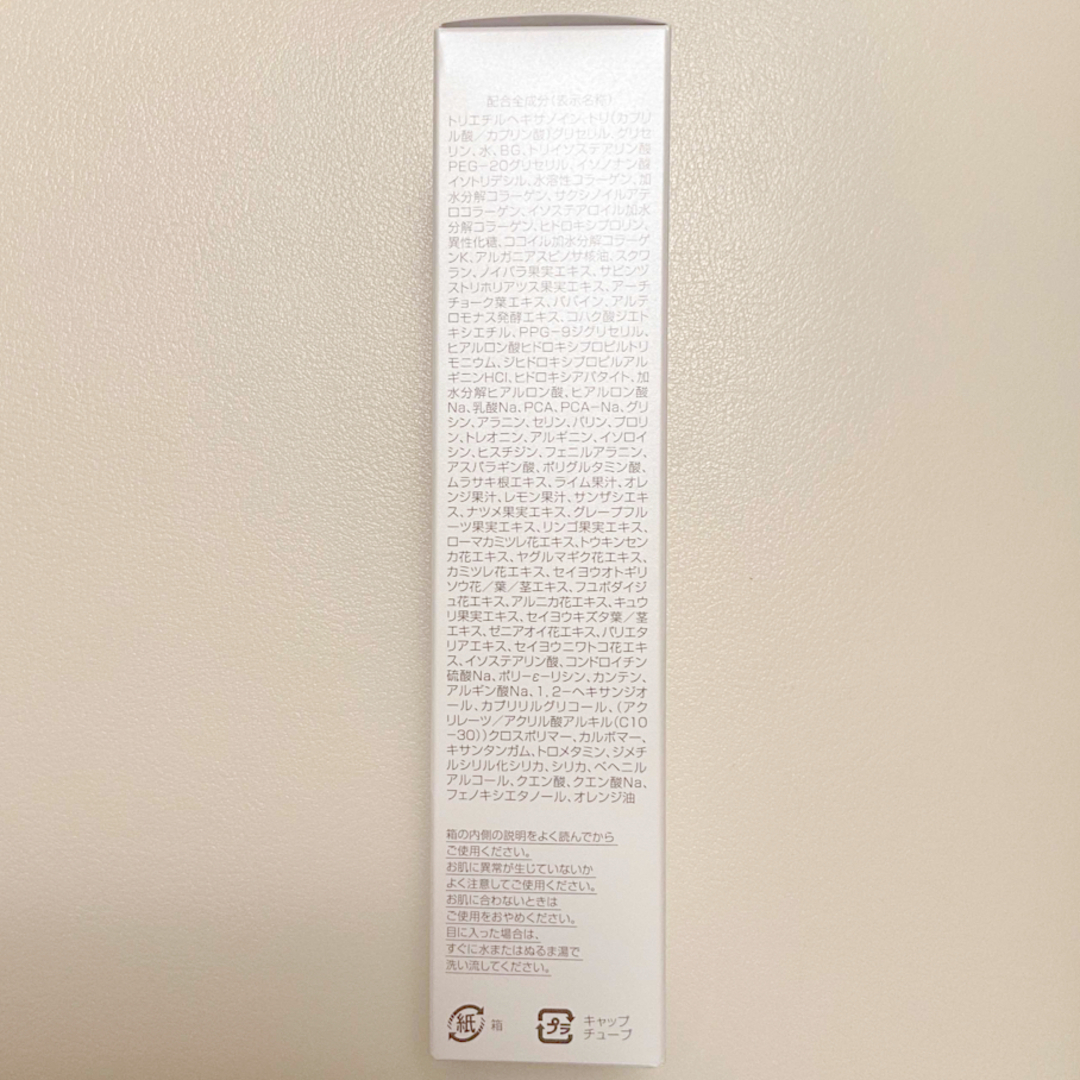 配合全成分(表示名称)
トリエチルヘキサノイン、トリ(カプリ
ル酸/カプリン酸)グリセリル、グリセ
リン、水、BG、トリイソステアリン酸
PEG-20グリセリル、イソノナン酸
イソトリデシル、水溶性コラーゲン、加
水分解コラーゲン、サクシノイルアテ
ロコラーゲン、イソステアロイル加水
分解コラーゲン、ヒドロキシプロリン、
異性化糖、ココイル加水分解コラーゲ
ンK、アルガニアスピノサ核油、スクワ
ラン、ノイバラ果実エキス、サピンヅ
ストリホリアツス果実エキス、アーチ
チョーク葉エキス、パパイン、アルテ
ロモナス発酵エキス、コハク酸ジエト
キシエチル、PPG-9ジグリセリル、
ヒアルロン酸ヒドロキシプロピルトリ
モニウム、ジヒドロキシプロピルアル
ギニンHCl、ヒドロキシアパタイト、加
水分解ヒアルロン酸、ヒアルロン酸
Na、乳酸Na、PCA、PCA-Na、グリ
シン、アラニン、セリン、バリン、プロリ
ン、トレオニン、アルギニン、イソロイ
シン、ヒスチジン、フェニルアラニン、
アスパラギン酸、ポリグルタミン酸、
ムラサキ根エキス、ライム果汁、オレ
ンジ果汁、レモン果汁、サンザシエキ
ス、ナツメ果実エキス、グレープフル
ーツ果実エキス、リンゴ果実エキス、
ローマカミツレ花エキス、トウキンセン
カ花エキス、ヤグルマギク花エキス、
カミツレ花エキス、セイヨウオトギリ
ソウ花/葉/茎エキス、フユボダイジ
ュ花エキス、アルニカ花エキス、キュウ
リ果実エキス、セイヨウキズタ葉/茎
エキス、ゼニアオイ花エキス、パリエタ
リアエキス、セイヨウニワトコ花エキ
ス、イソステアリン酸、コンドロイチン
硫酸Na、ポリ-ε-リシン、カンテン、
アルギン酸Na、1,2-ヘキサンジオ
ール、カプリリルグリコール、(アク
リレーツ/アクリル酸アルキル(C10
-30))クロスポリマー、カルボマー、
キサンタンガム、トロメタミン、ジメチ
ルシリル化シリカ、シリカ、ベヘニル
アルコール、クエン酸、クエン酸Na、
フェノキシエタノール、オレンジ油
箱の内側の説明をよく読んでから
ご使用ください。
お肌に異常が生じていないか
よく注意してご使用ください。
お肌に合わないときは
ご使用をおやめください。
目に入った場合は、
すぐに水またはぬるま湯で
洗い流してください。
紙 箱
プラ キャップ
チューブ